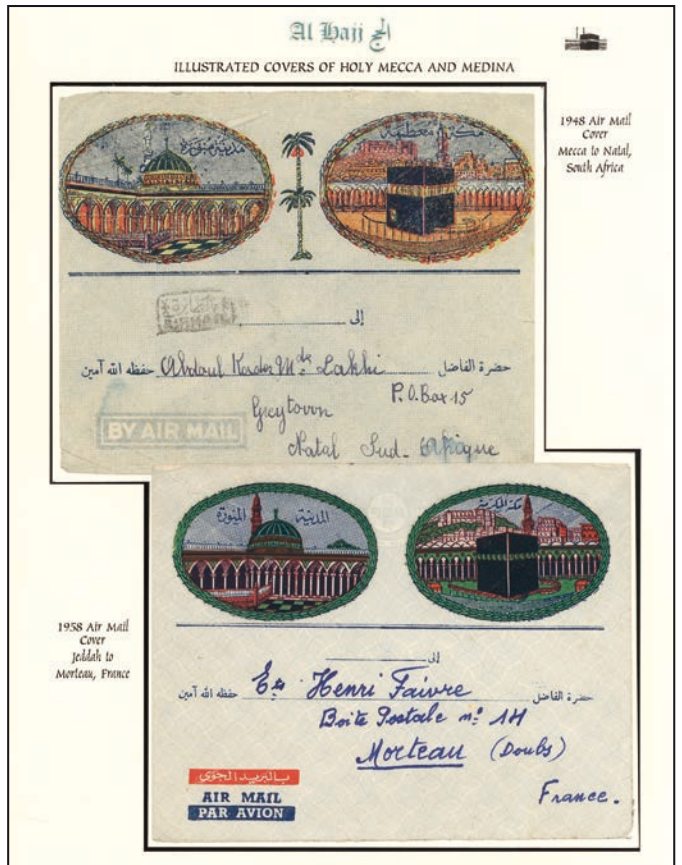 Al Hajj الحج
ILLUSTRATED COVERS OF HOLY MECCA AND MEDINA
1948 Air Mail
Cover
Mecca to Natal,
South Africa
مدينة منورة
مكة معظمة
AIRMAIL
إلى
حضرة الفاضل Abdoul Kader Md. Lakhi حفظه الله آمين
P.O.Box 15
Greytown
BY AIR MAIL
Natal Sud-Afrique
1958 Air Mail
Cover
Jeddah to
Morteau, France
المدينة المنورة
مكة المكرمة
إلى
حضرة الفاضل Ets Henri Faivre حفظه الله آمين
Boite Postale no. 14
Morteau (Doubs)
France.
بالبريد الجوي
AIR MAIL
PAR AVION